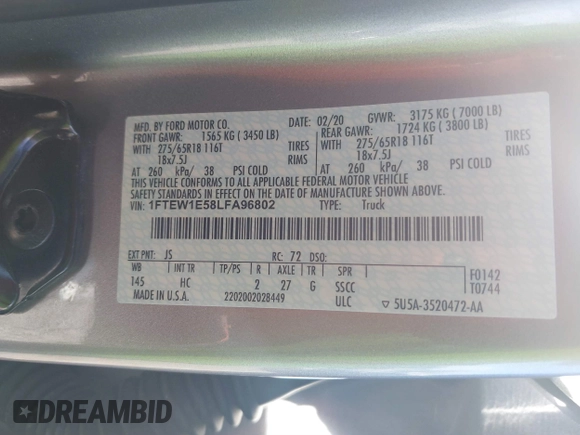 MFD. BY FORD MOTOR CO.
DATE: 02/20 GVWR: 3175 KG ( 7000 LB)
FRONT GAWR: 1565 KG ( 3450 LB)
REAR GAWR: 1724 KG ( 3800 LB)
WITH 275/65R18 116T TIRES
WITH 275/65R18 116T TIRES
18x7.5J RIMS
18x7.5J RIMS
AT 260 kPa/ 38 PSI COLD
AT 260 kPa/ 38 PSI COLD
THIS VEHICLE CONFORMS TO ALL APPLICABLE FEDERAL MOTOR VEHICLE
SAFETY STANDARDS IN EFFECT ON THE DATE OF MANUFACTURE SHOWN ABOVE.
VIN: 1FTEW1E58LFA96802 TYPE: Truck
EXT PNT: JS RC: 72 DSO:
WB INT TR TP/PS R AXLE TR SPR
145 HC 2 27 G SSCC
F0142
T0744
MADE IN U.S.A. 2202002028449 ULC ▽ 5U5A-3520472-AA
DREAMBID